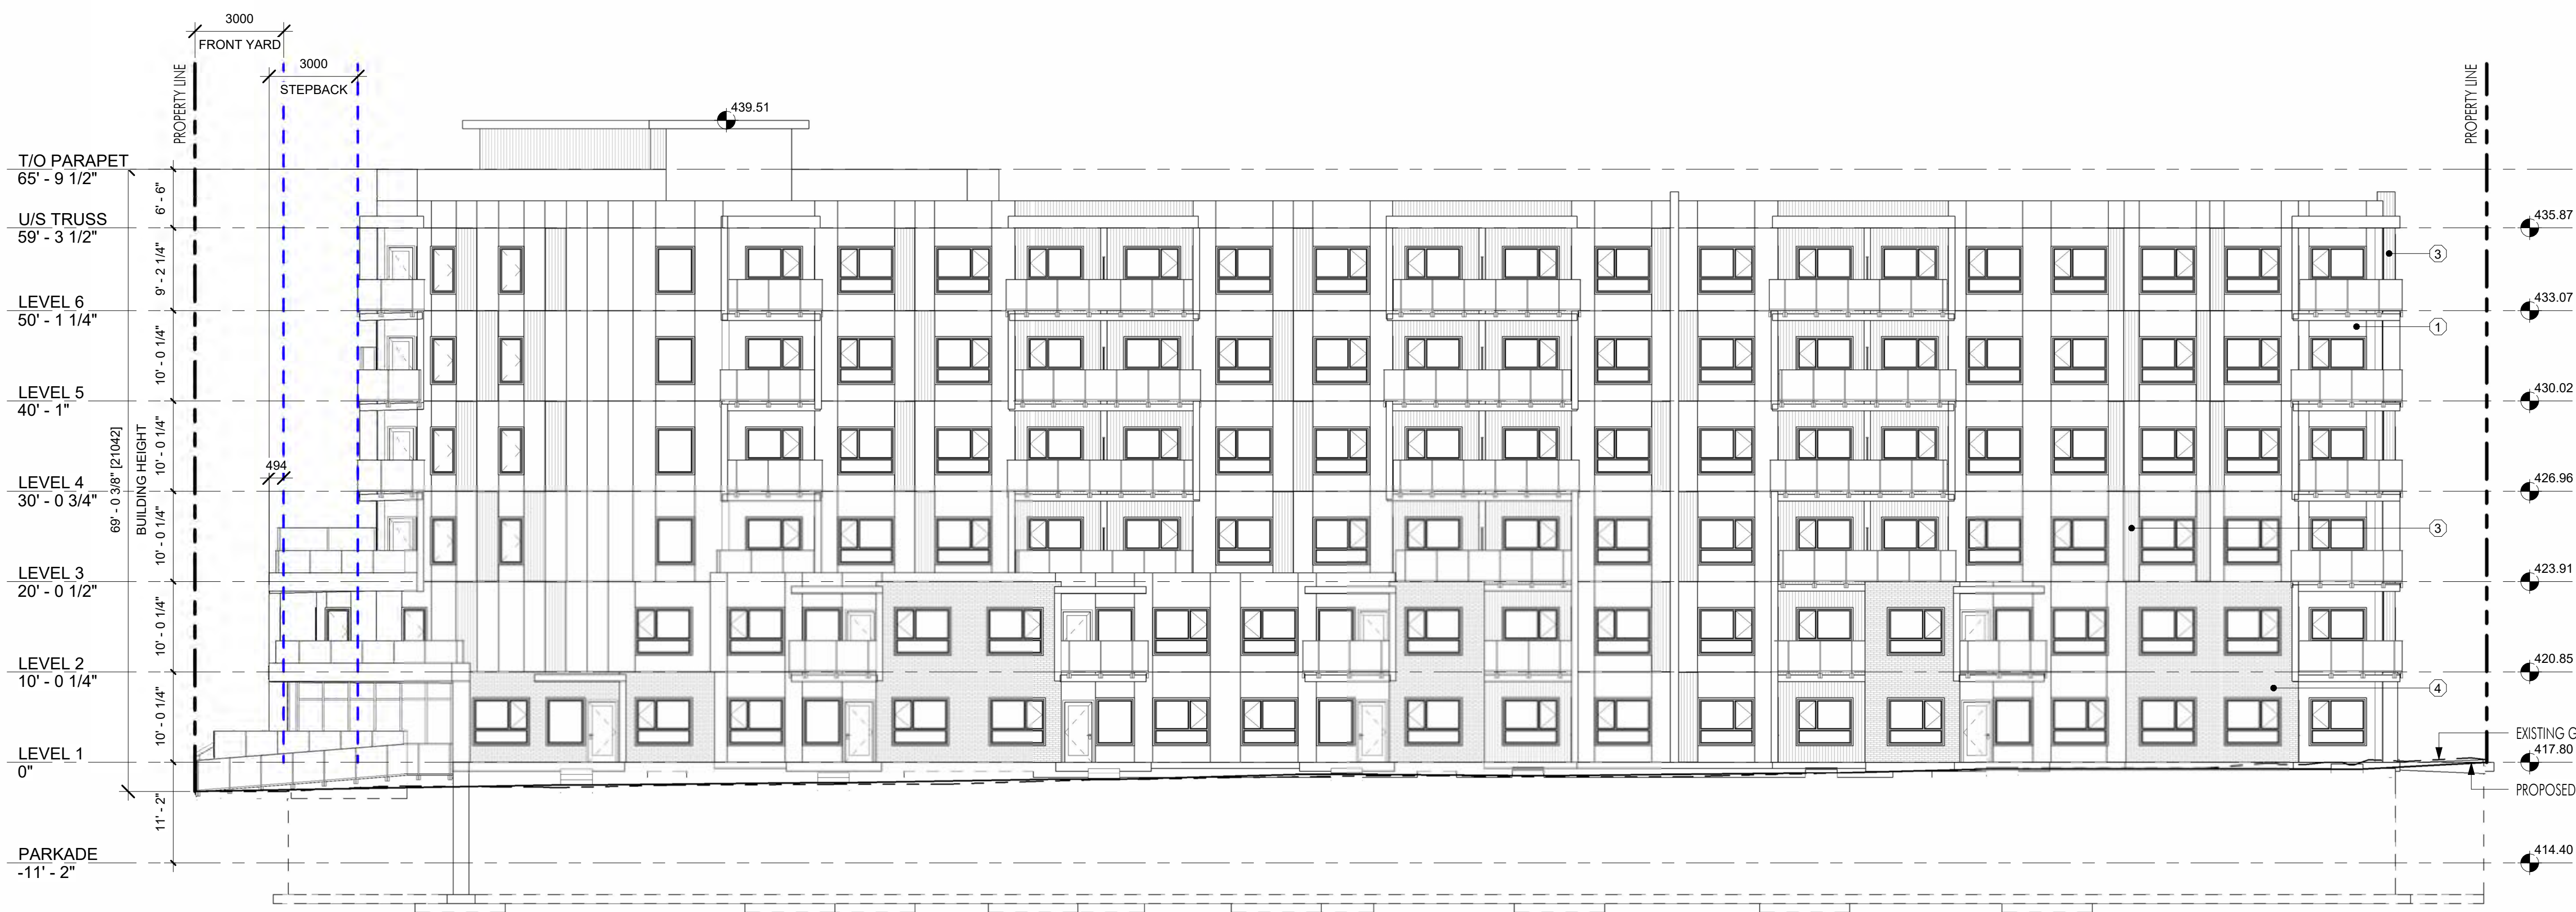 3000
FRONT YARD
3000
STEPBACK
PROPERTY LINE
PROPERTY LINE
439.51
T/O PARAPET
65' - 9 1/2"
6' - 6"
U/S TRUSS
59' - 3 1/2"
435.87
9' - 2 1/4"
3
LEVEL 6
50' - 1 1/4"
433.07
1
10' - 0 1/4"
LEVEL 5
40' - 1"
430.02
69' - 0 3/8" [21042]
BUILDING HEIGHT
10' - 0 1/4"
494
LEVEL 4
30' - 0 3/4"
426.96
10' - 0 1/4"
3
LEVEL 3
20' - 0 1/2"
423.91
10' - 0 1/4"
LEVEL 2
10' - 0 1/4"
420.85
4
10' - 0 1/4"
EXISTING G
LEVEL 1
0"
417.80
PROPOSED
11' - 2"
PARKADE
-11' - 2"
414.40